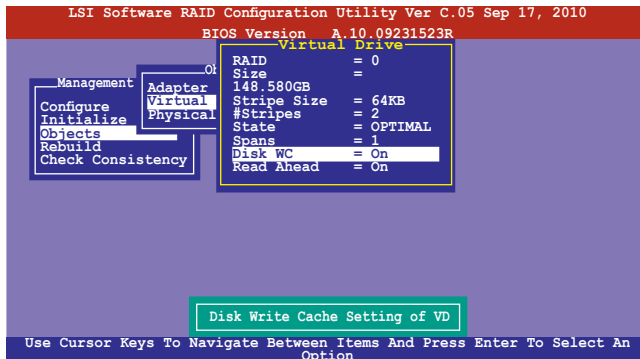 LSI Software RAID Configuration Utility Ver C.05 Sep 17, 2010
BIOS Version A.10.09231523R
Management
Configure
Initialize
Objects
Rebuild
Check Consistency
Adapter
Virtual
Physical
Virtual Drive
RAID = 0
Size =
148.580GB
Stripe Size = 64KB
#Stripes = 2
State = OPTIMAL
Spans = 1
Disk WC = On
Read Ahead = On
Disk Write Cache Setting of VD
Use Cursor Keys To Navigate Between Items And Press Enter To Select An
Option